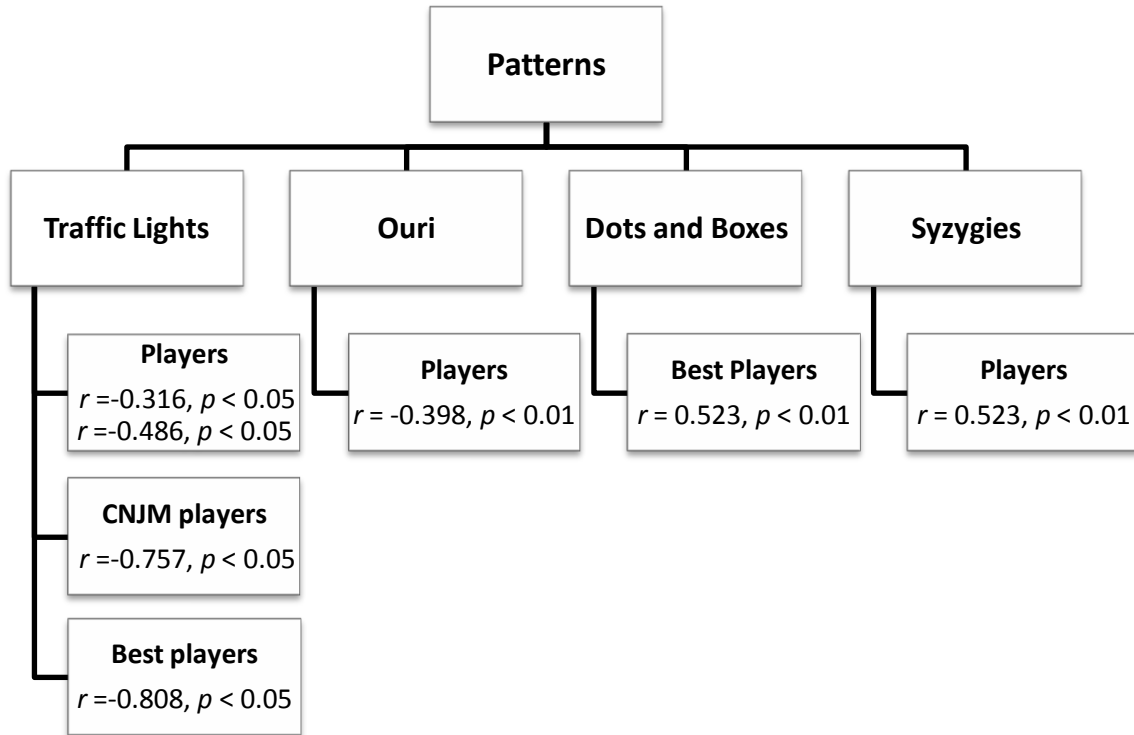 Patterns
Traffic Lights
Ouri
Dots and Boxes
Syzygies
Players
r =-0.316, p < 0.05
r =-0.486, p < 0.05
Players
r = -0.398, p < 0.01
Best Players
r = 0.523, p < 0.01
Players
r = 0.523, p < 0.01
CNJM players
r =-0.757, p < 0.05
Best players
r =-0.808, p < 0.05